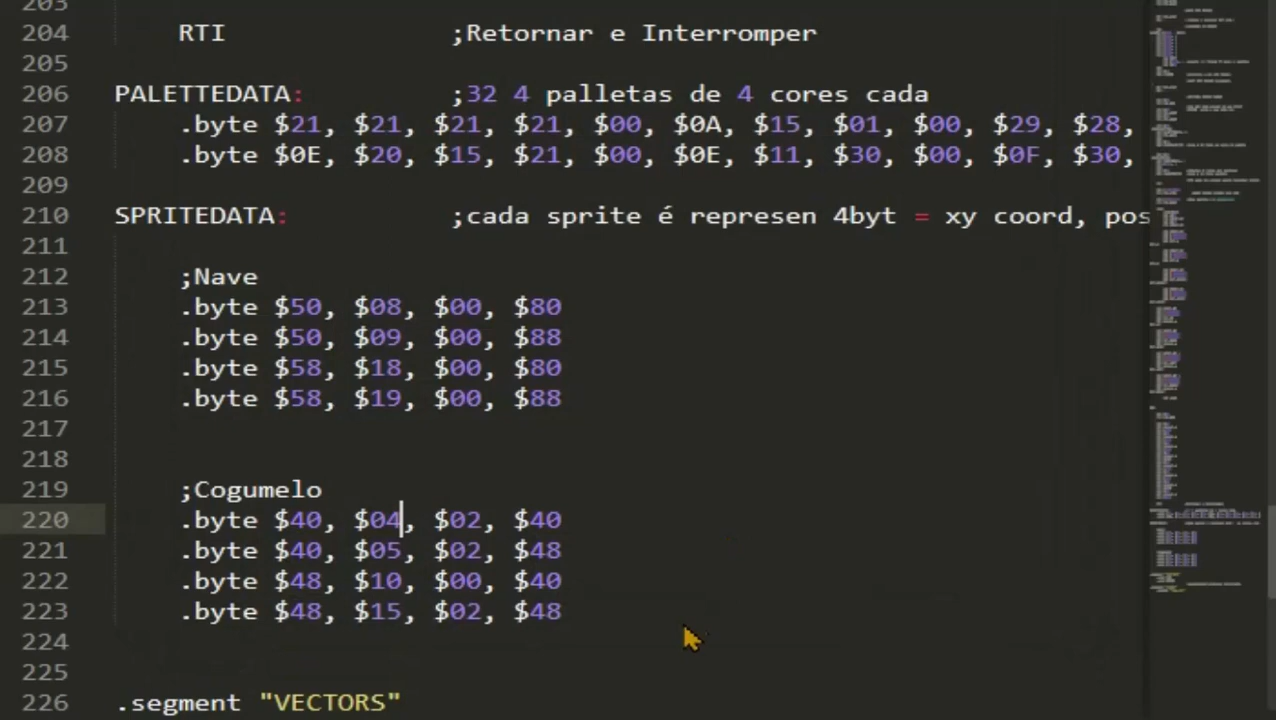 203
204 RTI ;Retornar e Interromper
205
206 PALETTEDATA: ;32 4 palletas de 4 cores cada
207 .byte $21, $21, $21, $21, $00, $0A, $15, $01, $00, $29, $28,
208 .byte $0E, $20, $15, $21, $00, $0E, $11, $30, $00, $0F, $30,
209
210 SPRITEDATA: ;cada sprite é represen 4byt = xy coord, pos
211
212 ;Nave
213 .byte $50, $08, $00, $80
214 .byte $50, $09, $00, $88
215 .byte $58, $18, $00, $80
216 .byte $58, $19, $00, $88
217
218
219 ;Cogumelo
220 .byte $40, $04, $02, $40
221 .byte $40, $05, $02, $48
222 .byte $48, $10, $00, $40
223 .byte $48, $15, $02, $48
224
225
226 .segment "VECTORS"